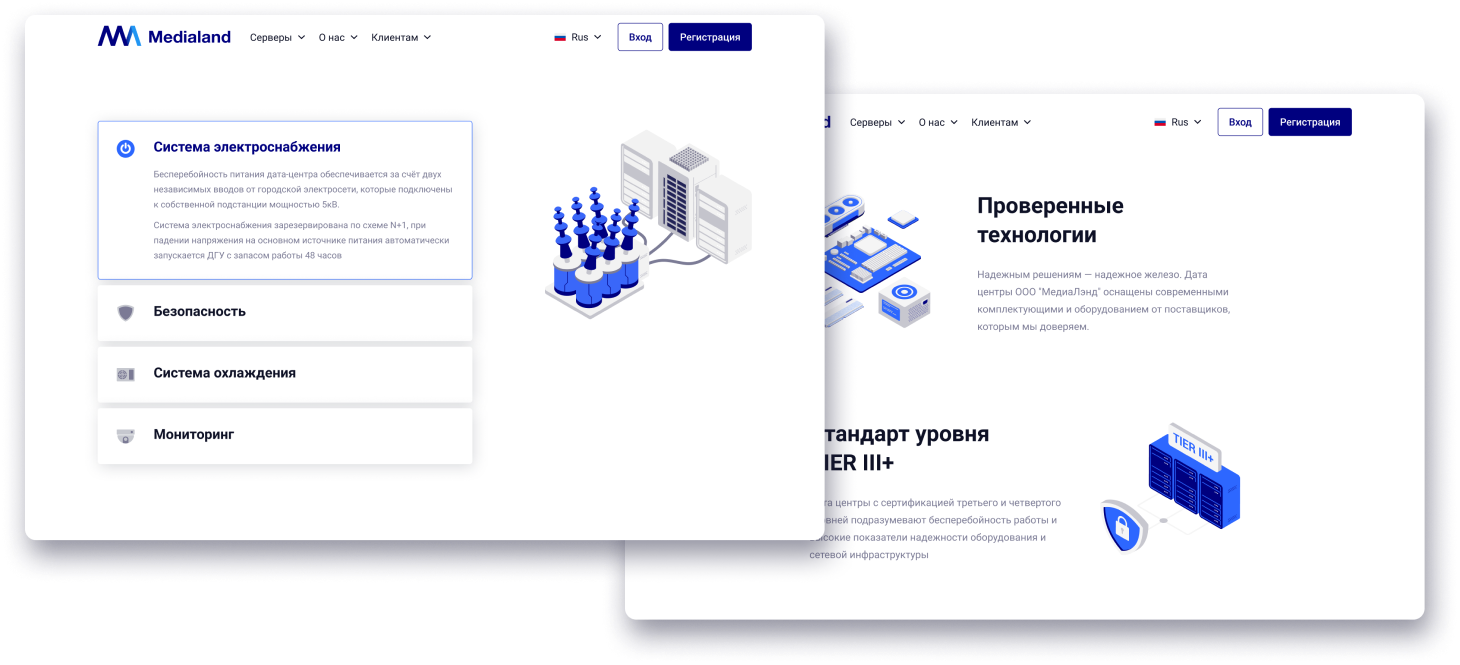 Medialand
Серверы
О нас
Клиентам
Rus
Вход
Регистрация
Система электроснабжения
Бесперебойность питания дата-центра обеспечивается за счёт двух
независимых вводов от городской электросети, которые подключены
к собственной подстанции мощностью 5кВ.
Система электроснабжения зарезервирована по схеме N+1, при
падении напряжения на основном источнике питания автоматически
запускается ДГУ с запасом работы 48 часов
Безопасность
Система охлаждения
Мониторинг
d
Серверы
О нас
Клиентам
Rus
Вход
Регистрация
Проверенные
технологии
Надежным решениям — надежное железо. Дата
центры ООО "МедиаЛэнд" оснащены современными
комплектующими и оборудованием от поставщиков,
которым мы доверяем.
тандарт уровня
IER III+
та центры с сертификацией третьего и четвертого
овней подразумевают бесперебойность работы и
высокие показатели надежности оборудования и
сетевой инфраструктуры
TIER III+